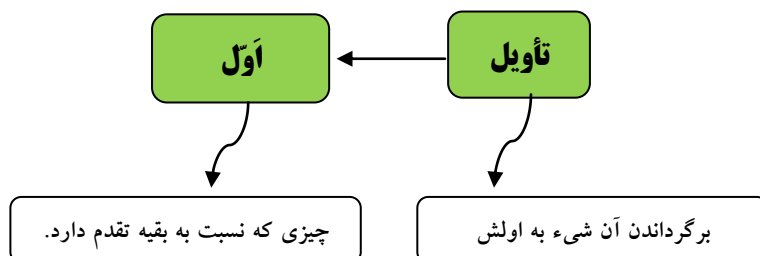 تأویل
اَوّل
برگرداندن آن شیء به اولش
چیزی که نسبت به بقیه تقدم دارد.